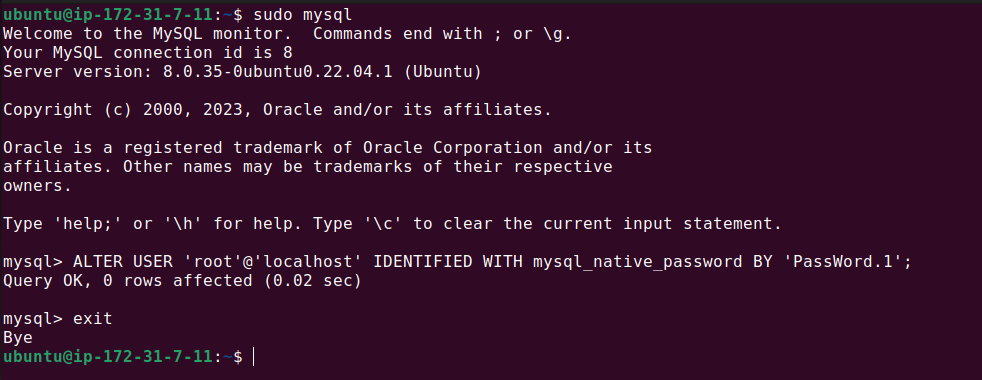 ubuntu@ip-172-31-7-11:~$ sudo mysql
Welcome to the MySQL monitor.  Commands end with ; or \g.
Your MySQL connection id is 8
Server version: 8.0.35-0ubuntu0.22.04.1 (Ubuntu)
Copyright (c) 2000, 2023, Oracle and/or its affiliates.
Oracle is a registered trademark of Oracle Corporation and/or its
affiliates. Other names may be trademarks of their respective
owners.
Type 'help;' or '\h' for help. Type '\c' to clear the current input statement.
mysql> ALTER USER 'root'@'localhost' IDENTIFIED WITH mysql_native_password BY 'PassWord.1';
Query OK, 0 rows affected (0.02 sec)
mysql> exit
Bye
ubuntu@ip-172-31-7-11:~$